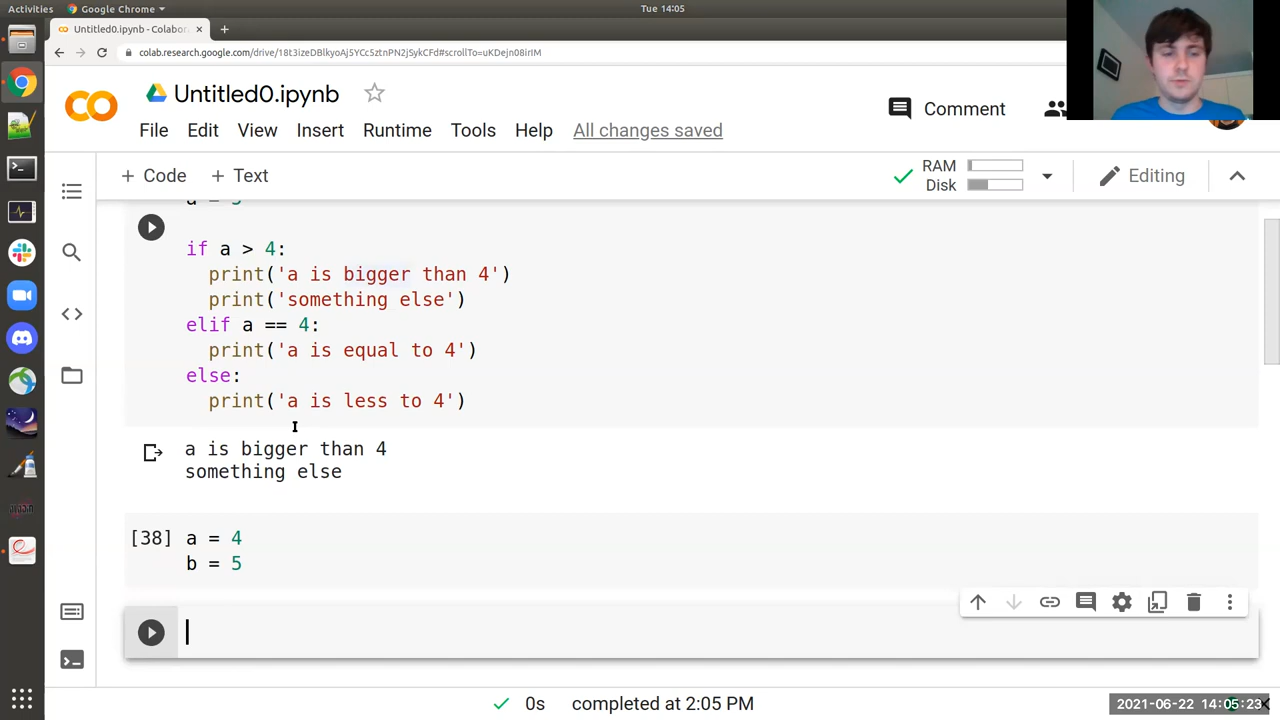 Activities Google Chrome Tue 14:05
Untitled0.ipynb - Colabor
colab.research.google.com/drive/18t3izeDBlkyoAj5YCc5ztnPN2jSykCFd#scrollTo=uKDejn08irIM
Untitled0.ipynb
Comment
File Edit View Insert Runtime Tools Help All changes saved
+ Code + Text
RAM
Disk
Editing
if a > 4:
print('a is bigger than 4')
print('something else')
elif a == 4:
print('a is equal to 4')
else:
print('a is less to 4')
a is bigger than 4
something else
[38] a = 4
b = 5
0s completed at 2:05 PM
2021-06-22 14:05:23